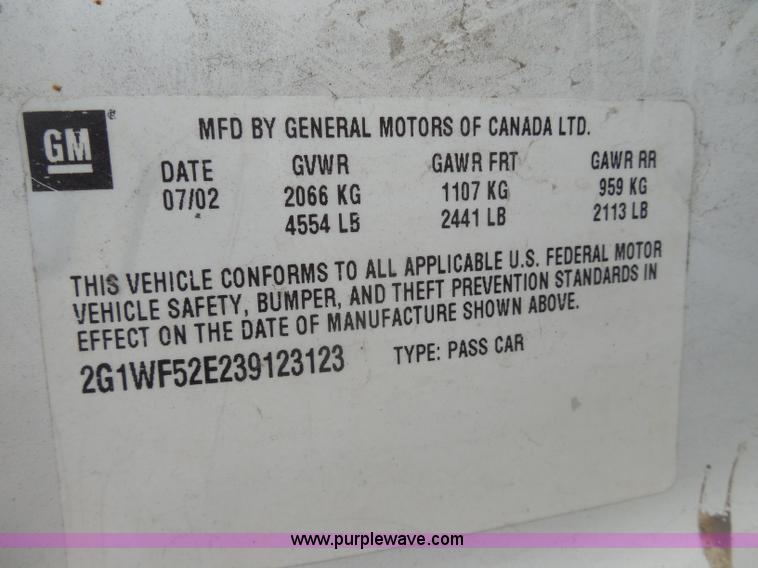 GM ®
MFD BY GENERAL MOTORS OF CANADA LTD.
DATE GVWR GAWR FRT GAWR RR
07/02 2066 KG 1107 KG 959 KG
4554 LB 2441 LB 2113 LB
THIS VEHICLE CONFORMS TO ALL APPLICABLE U.S. FEDERAL MOTOR
VEHICLE SAFETY, BUMPER, AND THEFT PREVENTION STANDARDS IN
EFFECT ON THE DATE OF MANUFACTURE SHOWN ABOVE.
2G1WF52E239123123 TYPE: PASS CAR
www.purplewave.com